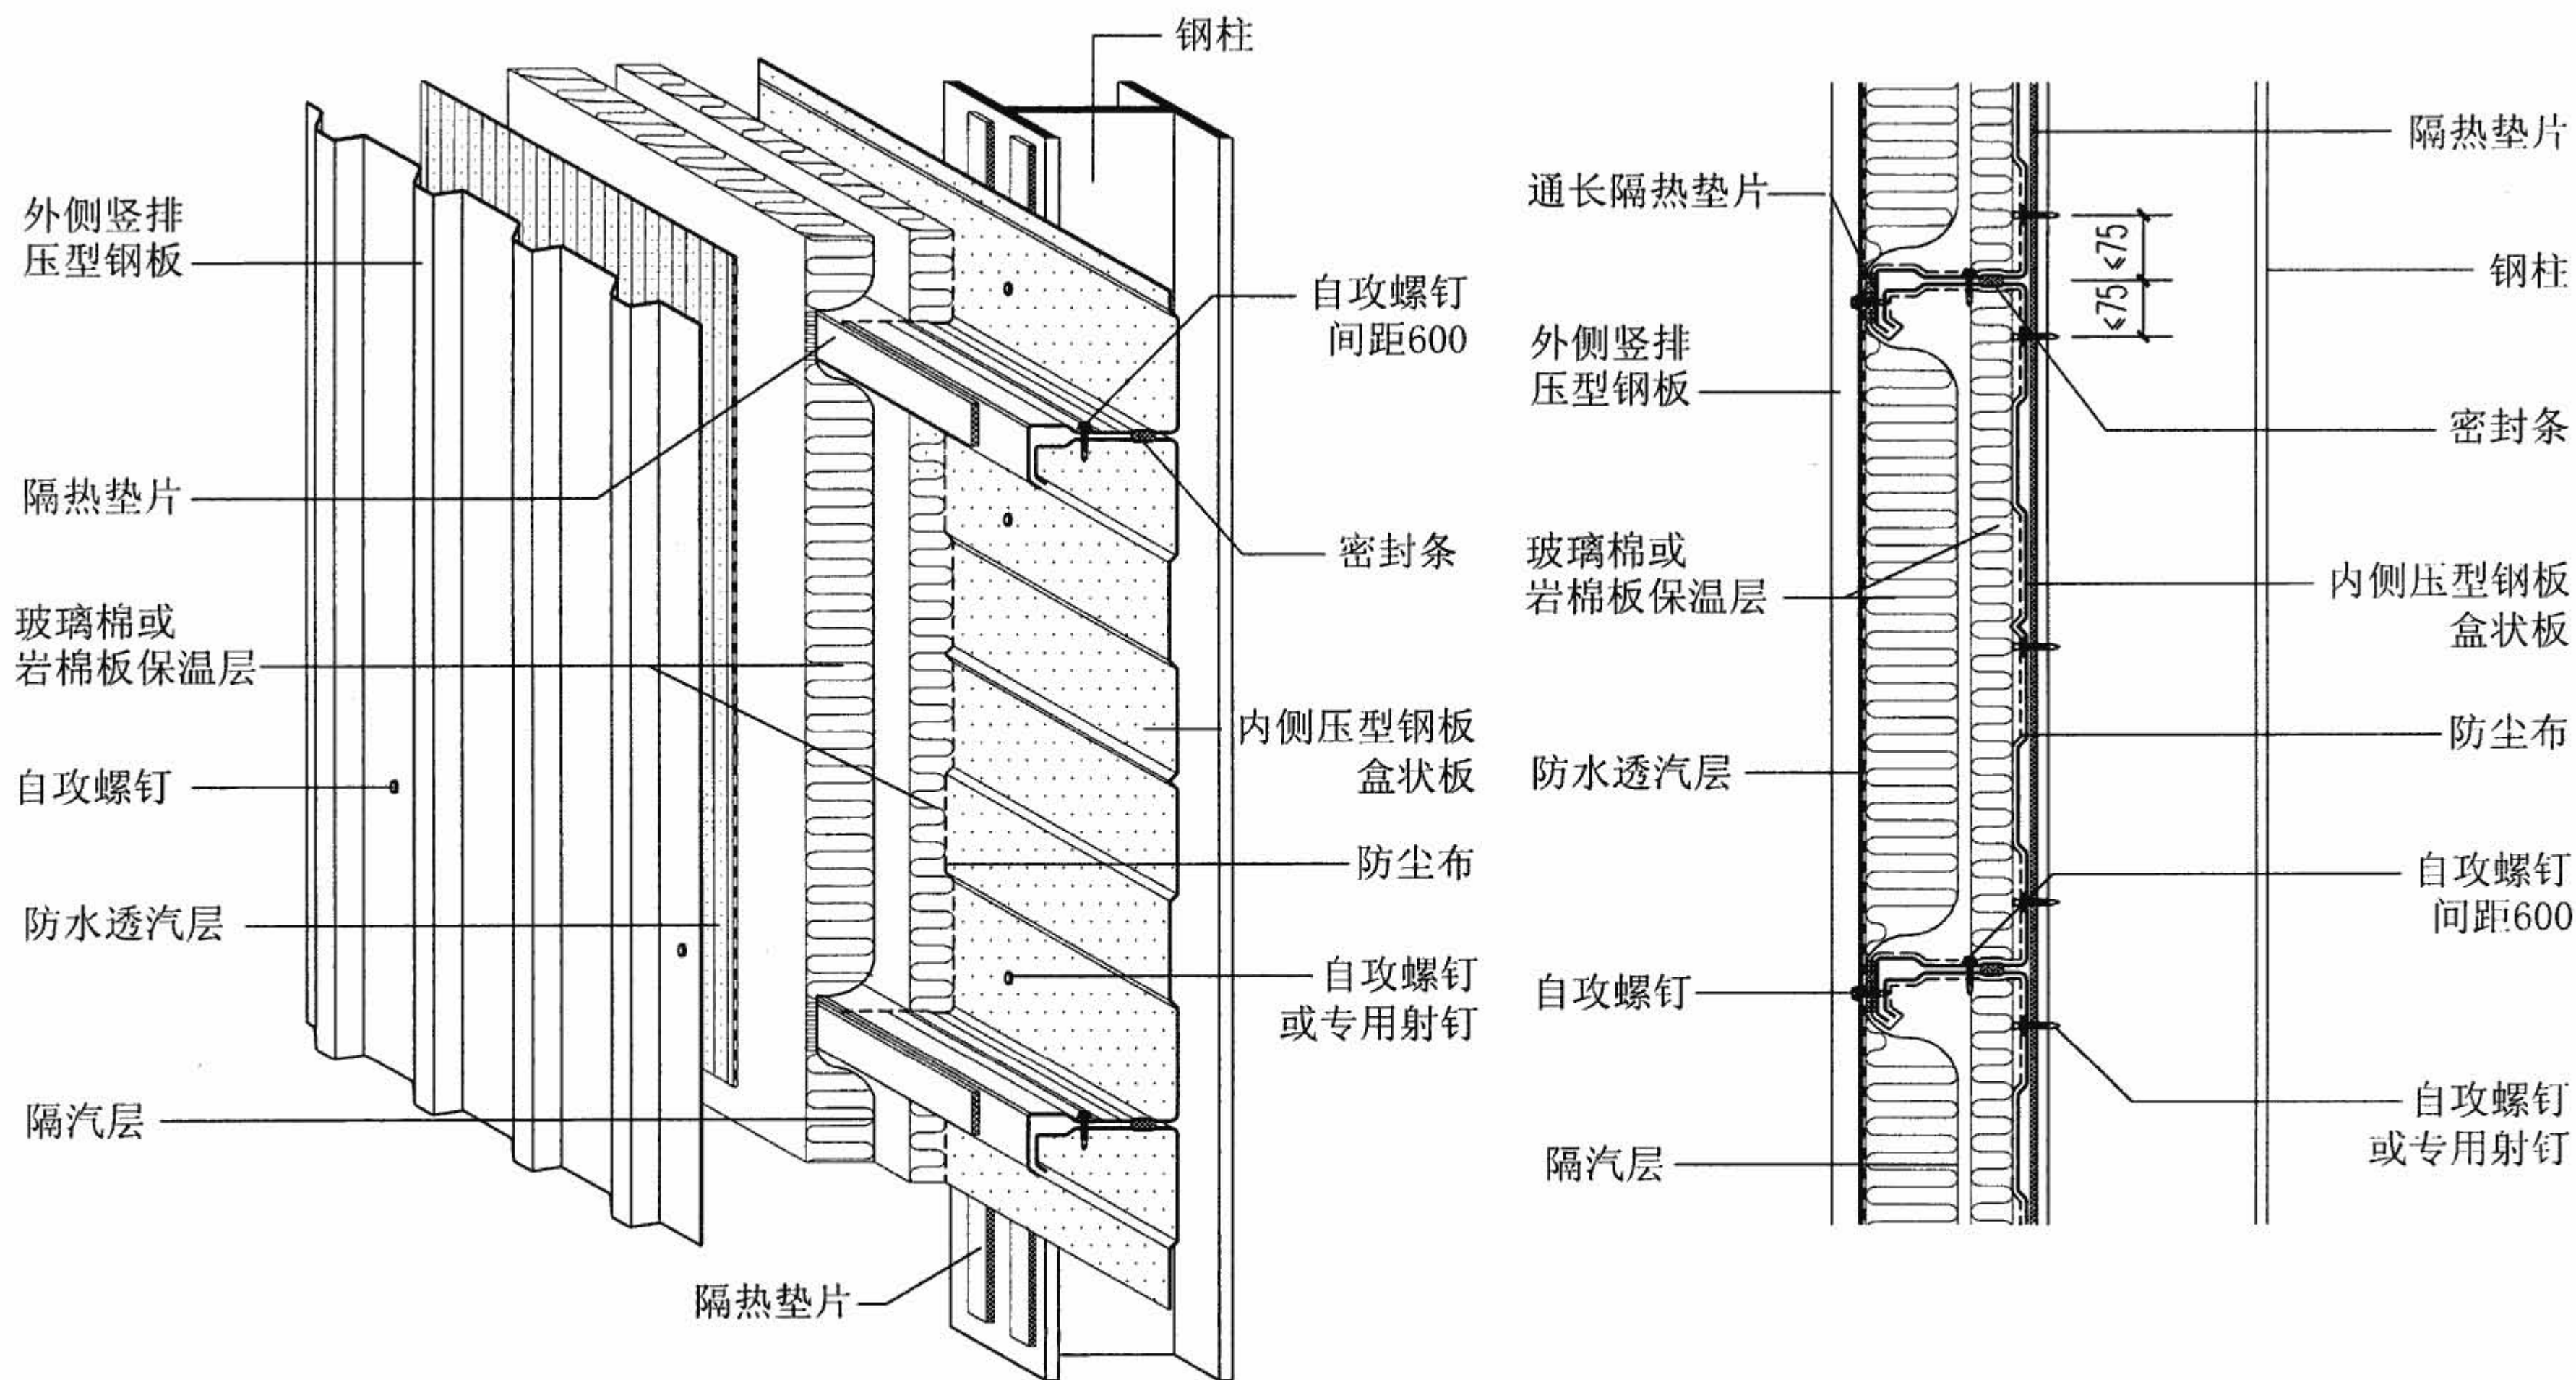 钢柱
外侧竖排
压型钢板
隔热垫片
玻璃棉或
岩棉板保温层
自攻螺钉
防水透汽层
隔汽层
隔热垫片
自攻螺钉
间距600
密封条
内侧压型钢板
盒状板
防尘布
自攻螺钉
或专用射钉
通长隔热垫片
外侧竖排
压型钢板
玻璃棉或
岩棉板保温层
防水透汽层
自攻螺钉
隔汽层
≤75
≤75
隔热垫片
钢柱
密封条
内侧压型钢板
盒状板
防尘布
自攻螺钉
间距600
自攻螺钉
或专用射钉